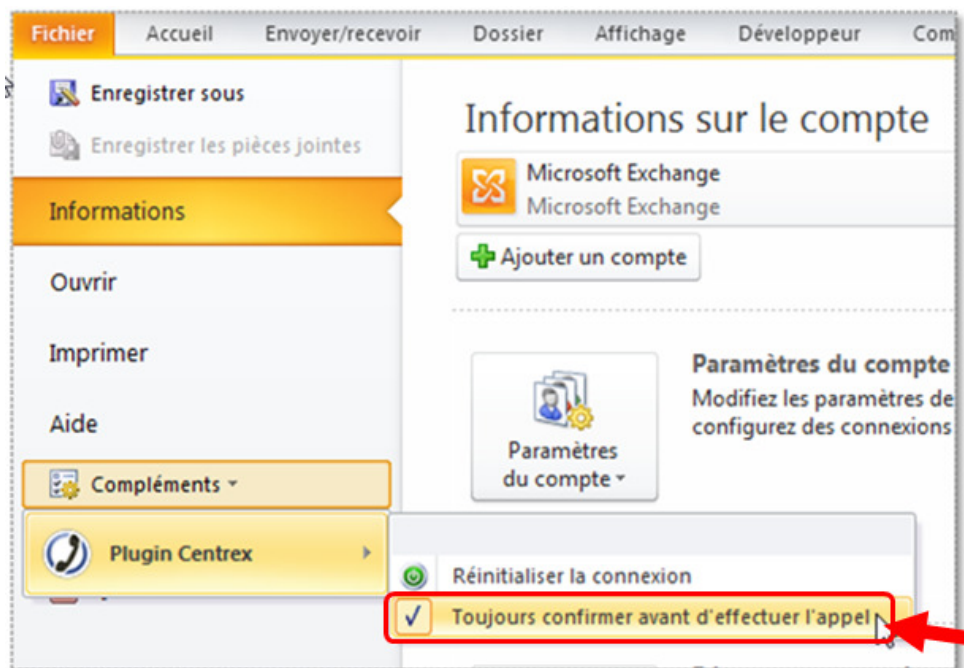 Fichier Accueil Envoyer/recevoir Dossier Affichage Développeur Com
Enregistrer sous
Enregistrer les pièces jointes
Informations
Ouvrir
Imprimer
Aide
Compléments
Plugin Centrex
Informations sur le compte
Microsoft Exchange
Microsoft Exchange
Ajouter un compte
Paramètres
du compte
Paramètres du compte
Modifiez les paramètres de
configurez des connexions
Réinitialiser la connexion
Toujours confirmer avant d'effectuer l'appel